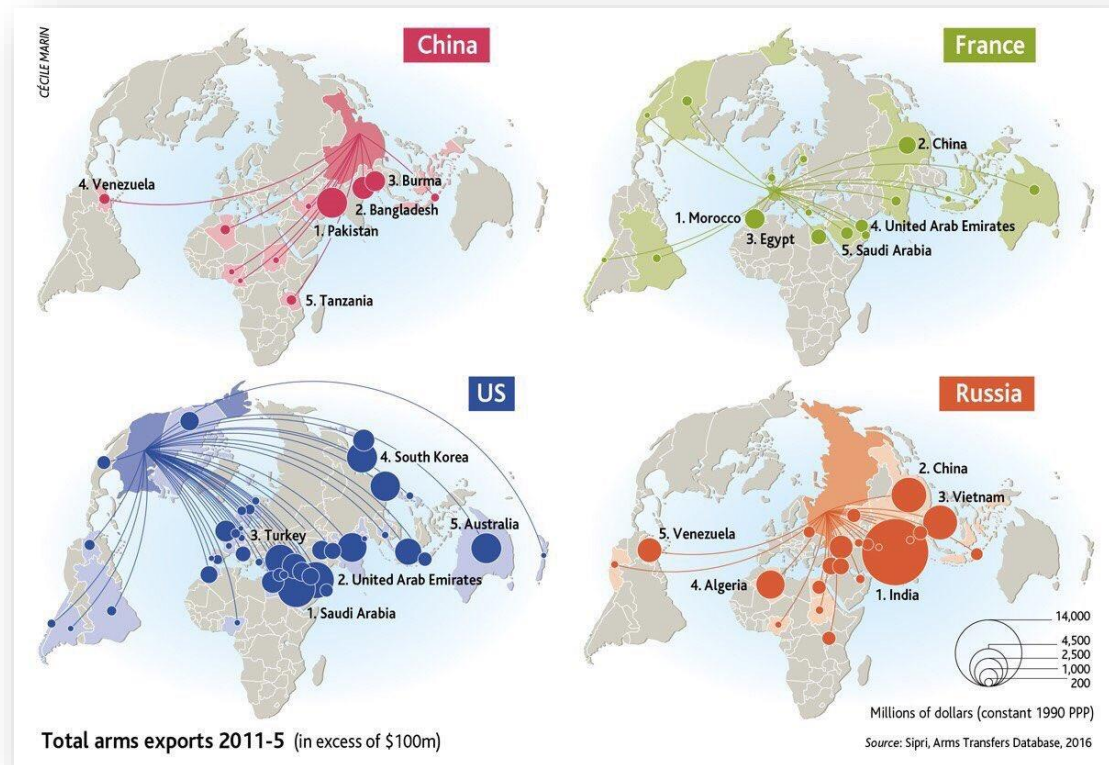 CÉCILE MARIN
China
4. Venezuela
3. Burma
2. Bangladesh
1. Pakistan
5. Tanzania
France
2. China
1. Morocco
4. United Arab Emirates
3. Egypt
5. Saudi Arabia
US
4. South Korea
5. Australia
3. Turkey
2. United Arab Emirates
1. Saudi Arabia
Russia
2. China
3. Vietnam
5. Venezuela
4. Algeria
1. India
14,000
4,500
2,500
1,000
200
Millions of dollars (constant 1990 PPP)
Total arms exports 2011-5 (in excess of $100m)
Source: Sipri, Arms Transfers Database, 2016